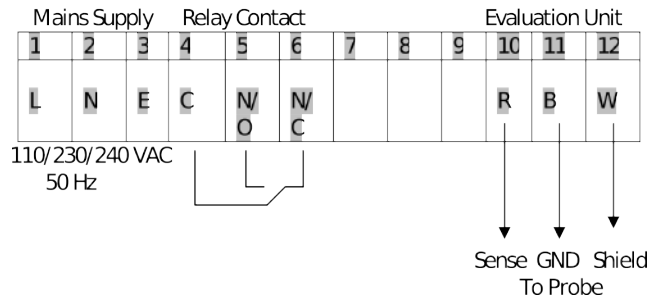 Mains Supply Relay Contact Evaluation Unit
1 2 3 4 5 6 7 8 9 10 11 12
L N E C N/O N/C R B W
110/230/240 VAC
50 Hz
Sense GND Shield
To Probe